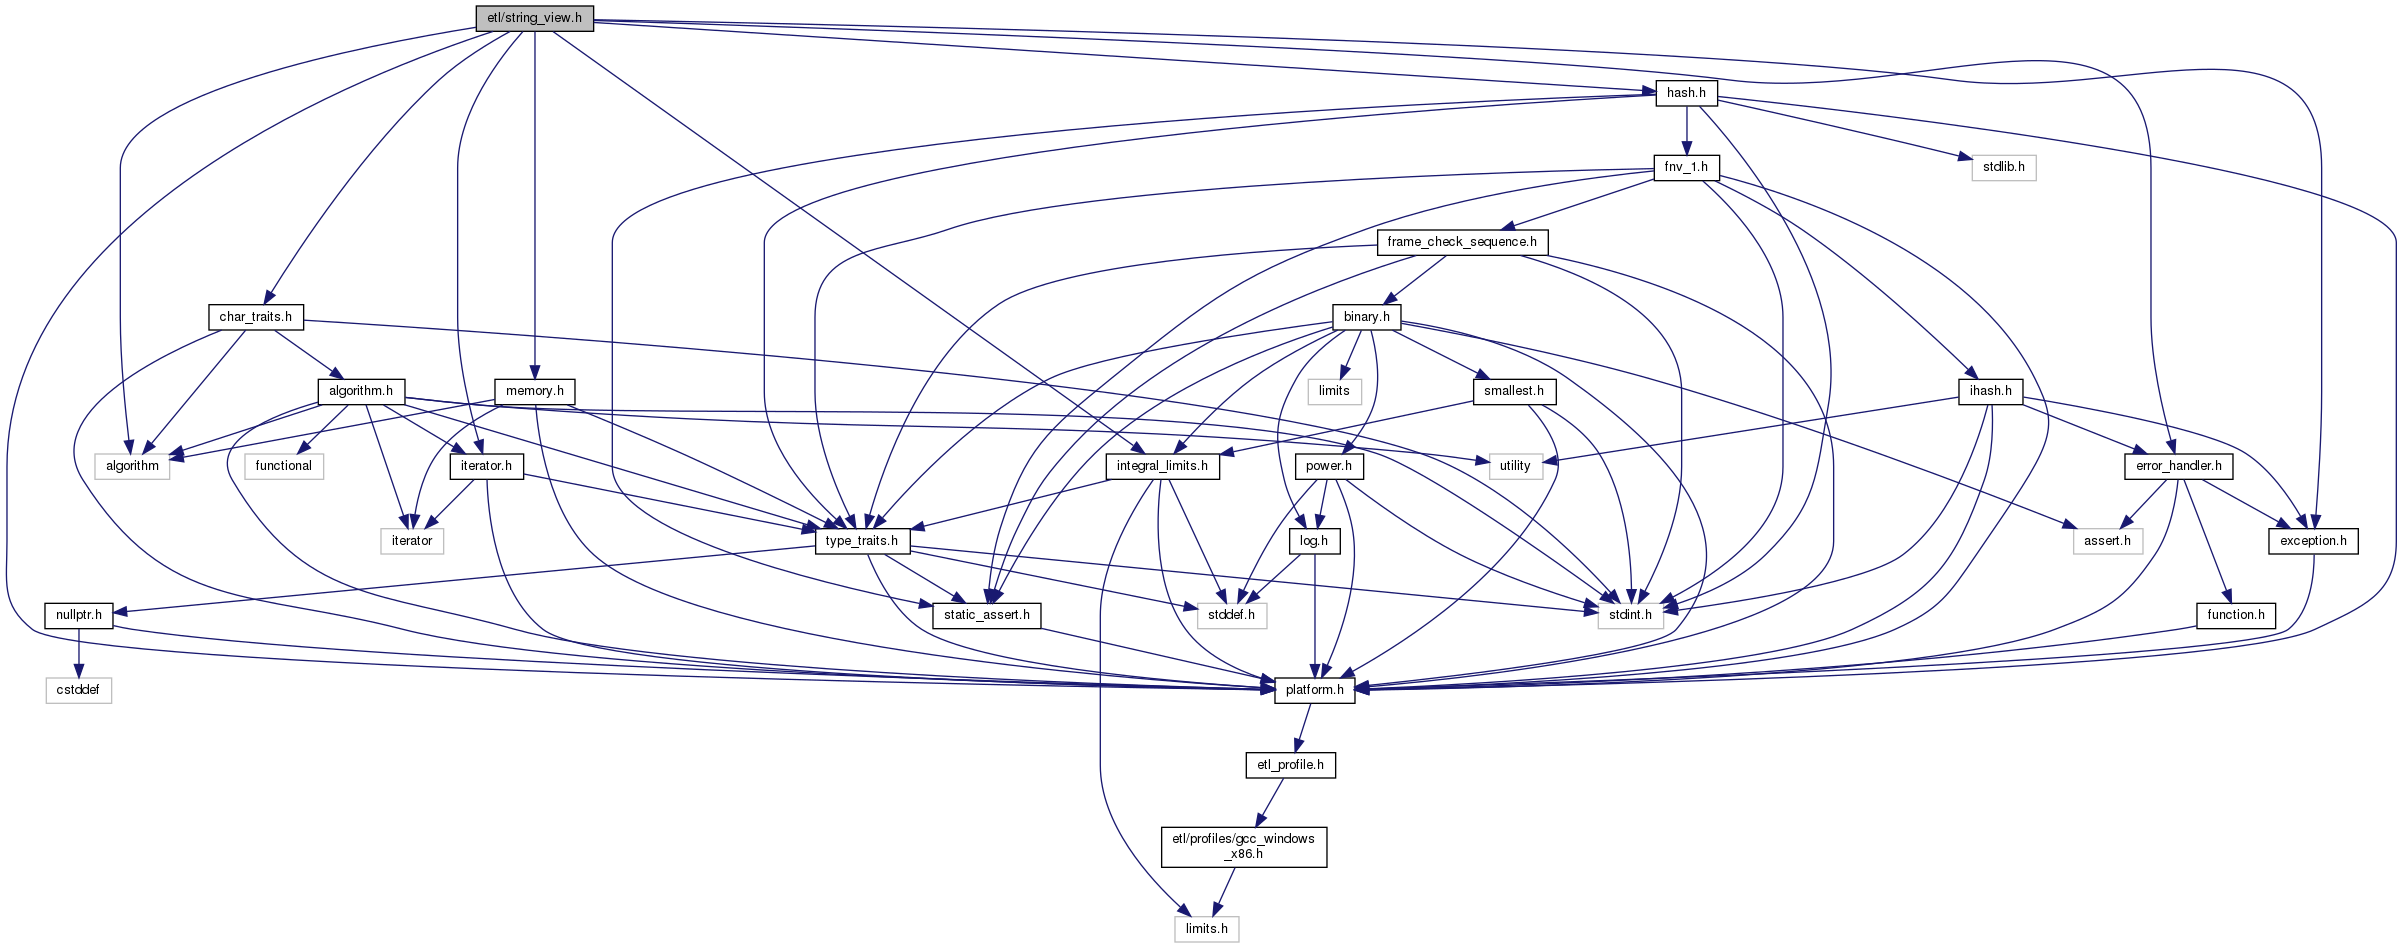 etl/string_view.h
hash.h
fnv_1.h
stdlib.h
frame_check_sequence.h
char_traits.h
binary.h
algorithm.h
memory.h
limits
smallest.h
ihash.h
algorithm
functional
iterator.h
integral_limits.h
power.h
utility
error_handler.h
iterator
type_traits.h
log.h
assert.h
exception.h
nullptr.h
static_assert.h
stddef.h
stdint.h
function.h
cstddef
platform.h
etl_profile.h
etl/profiles/gcc_windows
_x86.h
limits.h